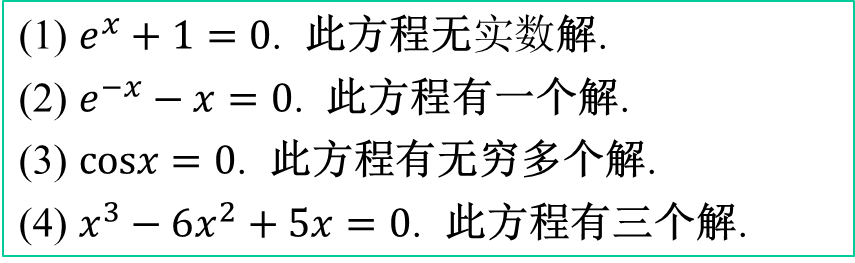 (1) eˣ + 1 = 0. 此方程无实数解.
(2) e⁻ˣ − x = 0. 此方程有一个解.
(3) cosx = 0. 此方程有无穷多个解.
(4) x³ − 6x² + 5x = 0. 此方程有三个解.